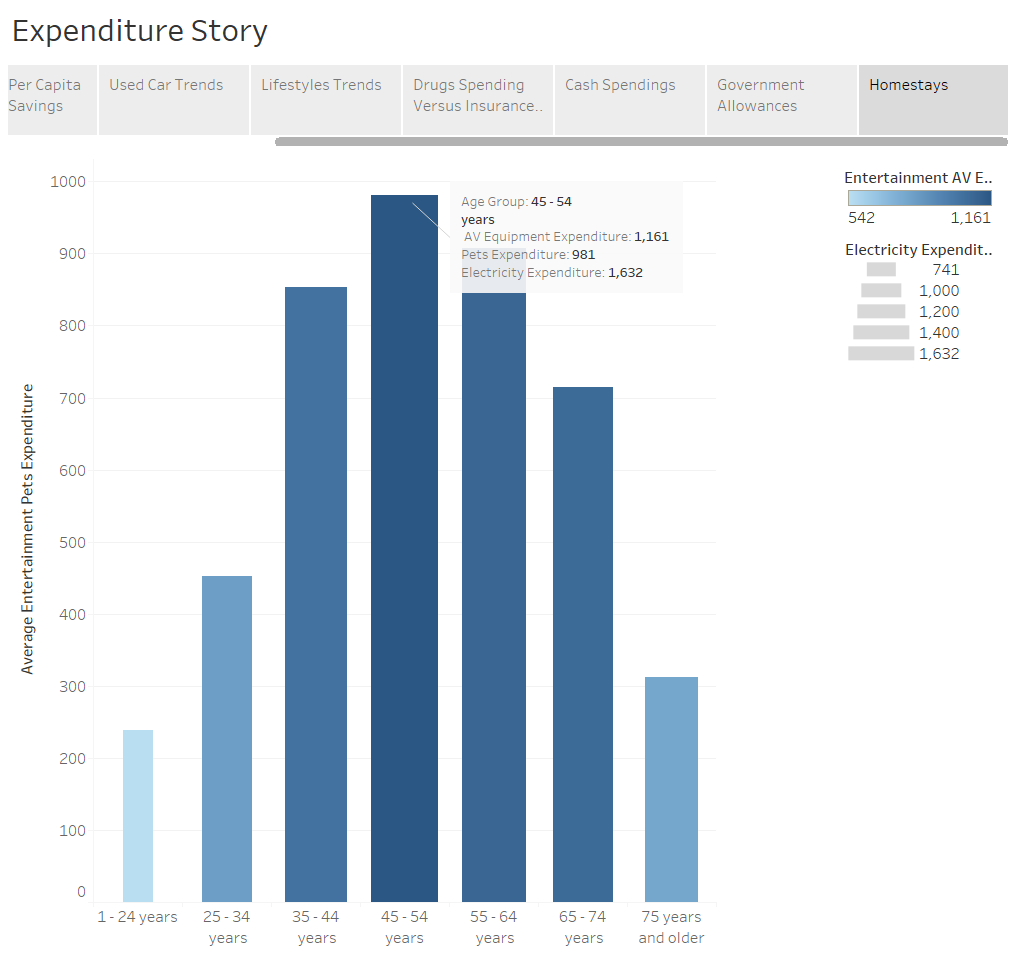 Expenditure Story
Per Capita
Savings
Used Car Trends
Lifestyles Trends
Drugs Spending
Versus Insurance..
Cash Spendings
Government
Allowances
Homestays
Average Entertainment Pets Expenditure
1000
900
800
700
600
500
400
300
200
100
0
Age Group: 45 - 54
years
AV Equipment Expenditure: 1,161
Pets Expenditure: 981
Electricity Expenditure: 1,632
1 - 24 years
25 - 34
years
35 - 44
years
45 - 54
years
55 - 64
years
65 - 74
years
75 years
and older
Entertainment AV E..
542 1,161
Electricity Expendit..
741
1,000
1,200
1,400
1,632